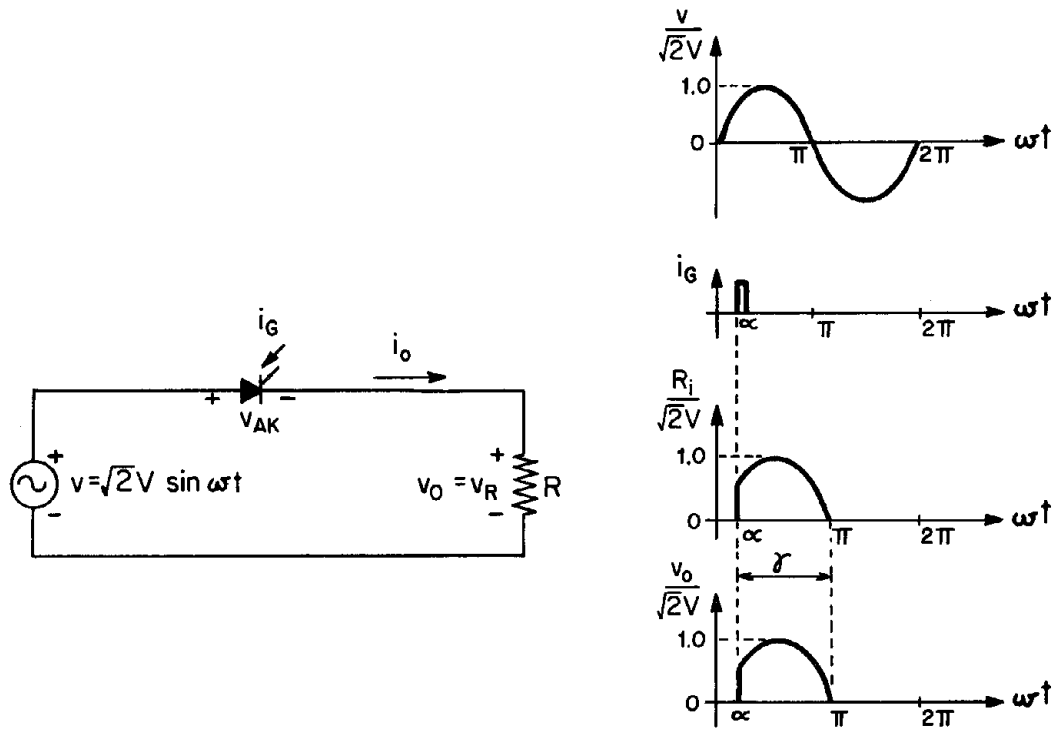 i_G
i_o
+ −
v_AK
+
v = √2V sin ωt
−
+
v_O = v_R
R
−
v
√2V
1.0
0
π
2π
ωt
i_G
∝
π
2π
ωt
R_i
√2V
1.0
0
∝
π
2π
ωt
γ
v_o
√2V
1.0
0
∝
π
2π
ωt